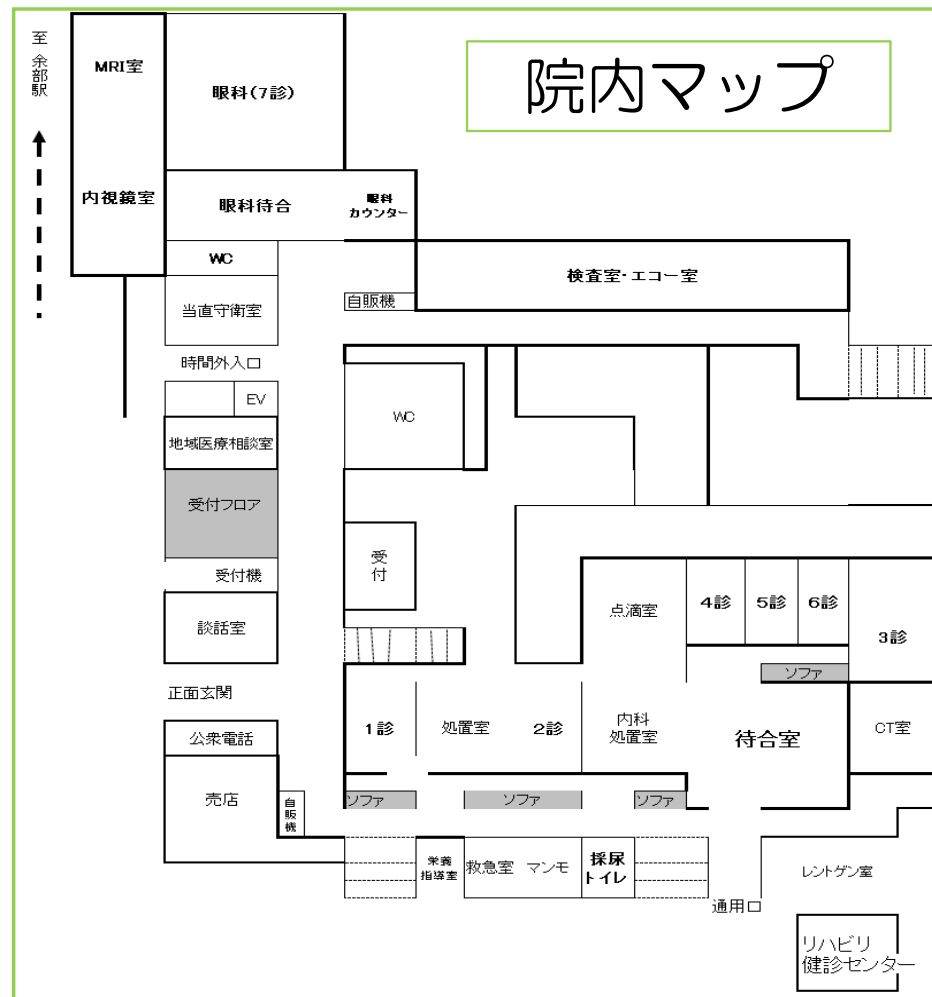 至 余部駅
院内マップ
MRI室
眼科(7診)
内視鏡室
眼科待合
眼科
カウンター
WC
検査室・エコー室
自販機
当直守衛室
時間外入口
EV
WC
地域医療相談室
受付フロア
受付
受付機
点滴室
4診
5診
6診
3診
談話室
ソファ
正面玄関
1診
処置室
2診
内科
処置室
待合室
CT室
公衆電話
売店
自販機
ソファ
ソファ
ソファ
栄養
指導室
救急室
マンモ
採尿
トイレ
レントゲン室
通用口
リハビリ
健診センター